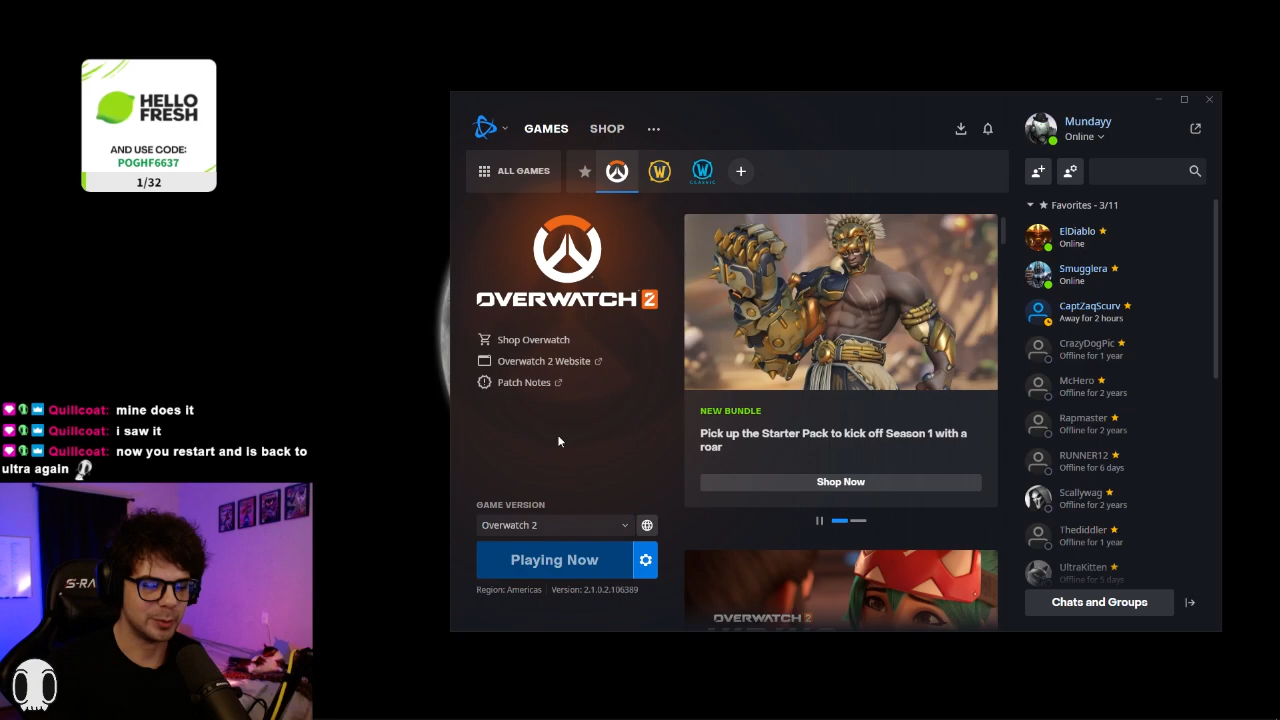 HELLO
FRESH
AND USE CODE:
POGHF6637
1/32
Quillcoat: mine does it
Quillcoat: i saw it
Quillcoat: now you restart and is back to
ultra again
S-RA
GAMES
SHOP
ALL GAMES
CLASSIC
OVERWATCH 2
Shop Overwatch
Overwatch 2 Website
Patch Notes
GAME VERSION
Overwatch 2
Playing Now
Region: Americas
Version: 2.1.0.2.106389
NEW BUNDLE
Pick up the Starter Pack to kick off Season 1 with a
roar
Shop Now
OVERWATCH 2
Mundayy
Online
Favorites - 3/11
ElDiablo
Online
Smugglera
Online
CaptZaqScurv
Away for 2 hours
CrazyDogPic
Offline for 1 year
McHero
Offline for 2 years
Rapmaster
Offline for 2 years
RUNNER12
Offline for 6 days
Scallywag
Offline for 2 years
Thediddler
Offline for 1 year
UltraKitten
Offline for 5 days
Chats and Groups